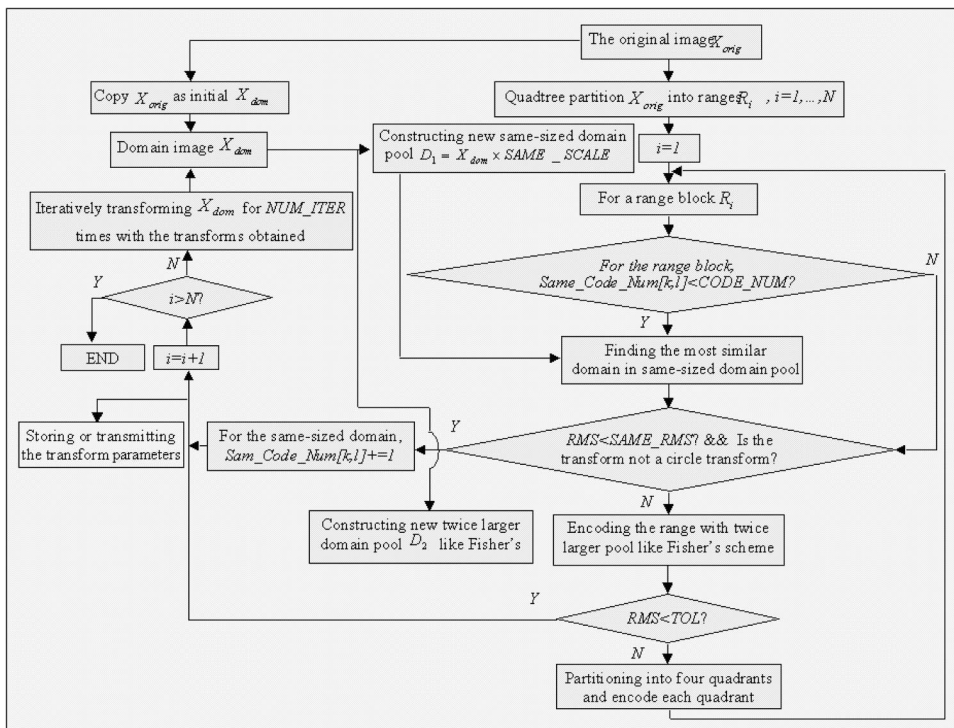 The original image X_orig
Copy X_orig as initial X_dom
Quadtree partition X_orig into ranges R_i , i=1,...,N
Domain image X_dom
Constructing new same-sized domain
pool D_1 = X_dom × SAME _ SCALE
i=1
Iteratively transforming X_dom for NUM_ITER
times with the transforms obtained
For a range block R_i
N
Y
i>N?
For the range block,
Same_Code_Num[k,l]<CODE_NUM?
N
Y
END
i=i+1
Finding the most similar
domain in same-sized domain pool
Storing or transmitting
the transform parameters
For the same-sized domain,
Sam_Code_Num[k,l]+=1
Y
RMS<SAME_RMS? && Is the
transform not a circle transform?
N
Constructing new twice larger
domain pool D_2 like Fisher's
Encoding the range with twice
larger pool like Fisher's scheme
Y
RMS<TOL?
N
Partitioning into four quadrants
and encode each quadrant